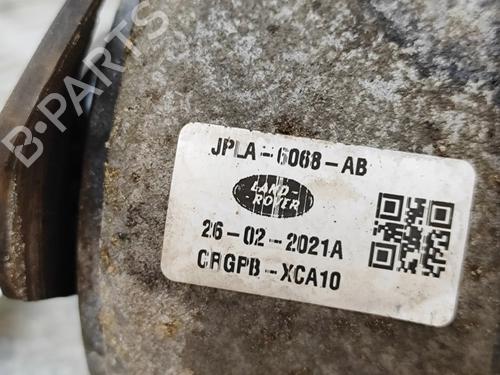 B-PARTS
JPLA-6068-AB
LAND-
ROVER
26-02-2021A
CRGPB-XCA10